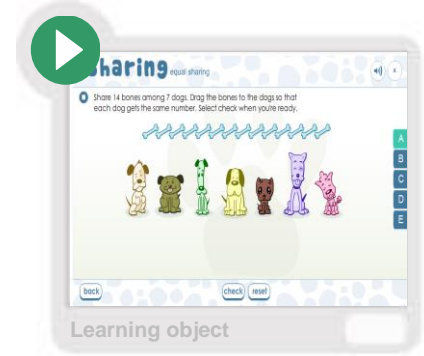 Sharing equal sharing
Share 14 bones among 7 dogs. Drag the bones to the dogs so that
each dog gets the same number. Select check when you're ready.
A
B
C
D
E
back check reset
Learning object